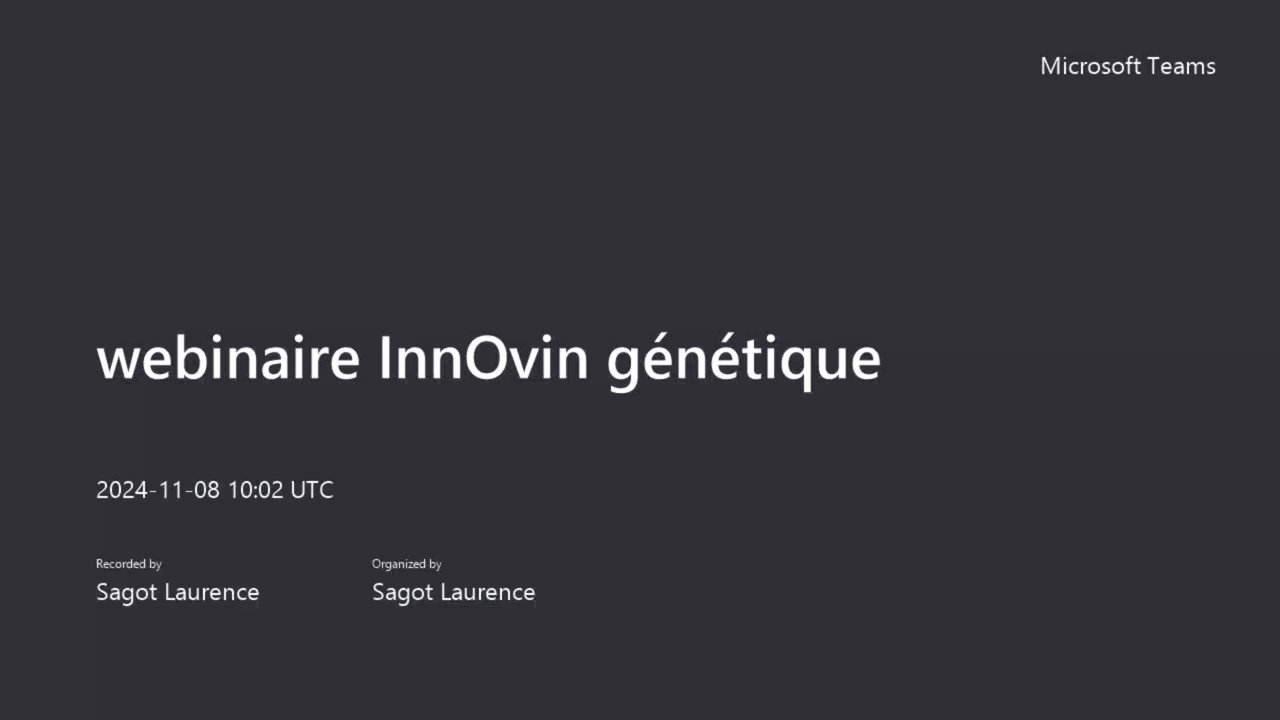 Microsoft Teams
webinaire InnOvin génétique
2024-11-08 10:02 UTC
Recorded by
Sagot Laurence
Organized by
Sagot Laurence